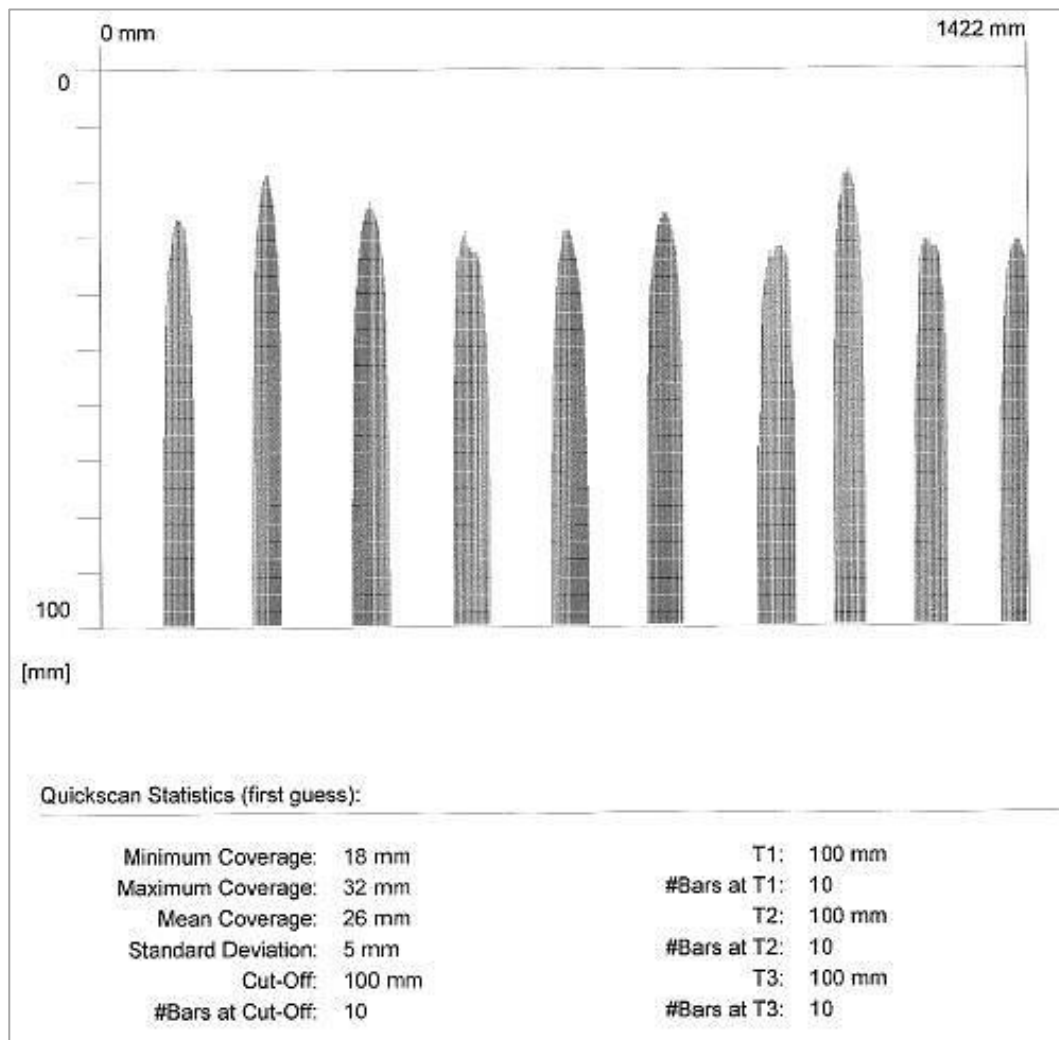 0 mm
1422 mm
0
100
[mm]
Quickscan Statistics (first guess):
Minimum Coverage: 18 mm
Maximum Coverage: 32 mm
Mean Coverage: 26 mm
Standard Deviation: 5 mm
Cut-Off: 100 mm
#Bars at Cut-Off: 10
T1: 100 mm
#Bars at T1: 10
T2: 100 mm
#Bars at T2: 10
T3: 100 mm
#Bars at T3: 10